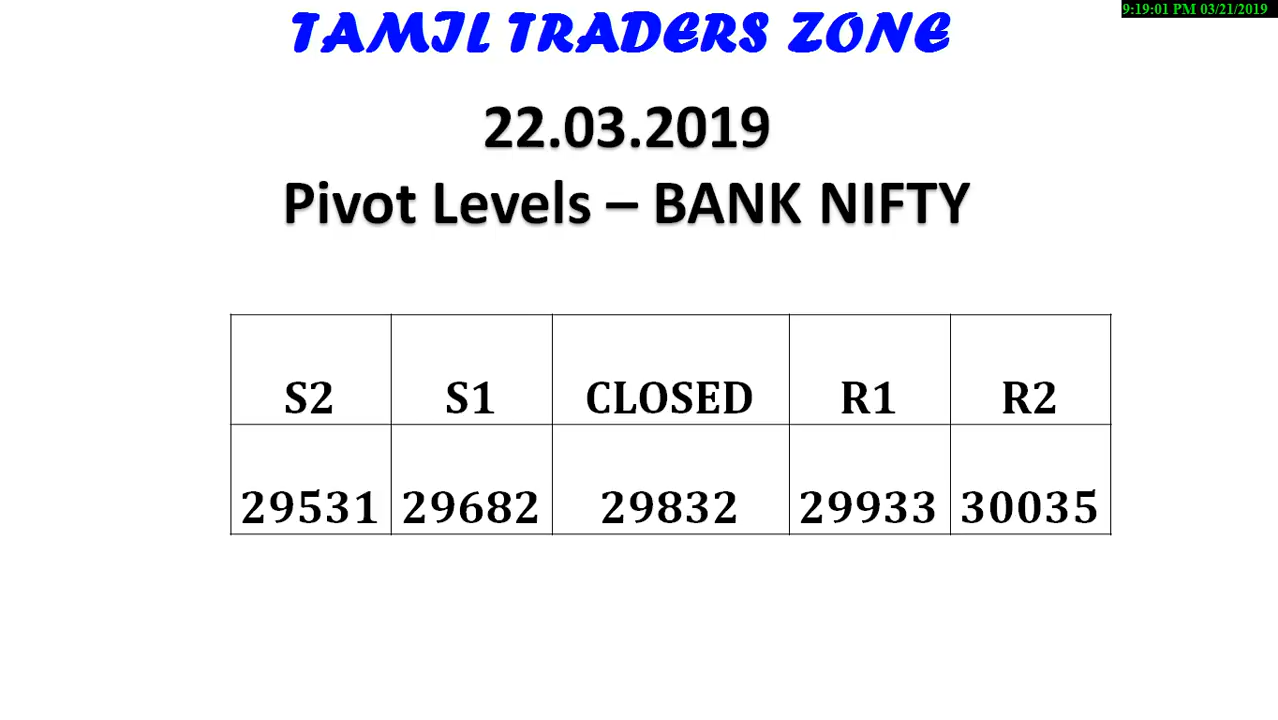 9:19:01 PM 03/21/2019
TAMIL TRADERS ZONE
22.03.2019
Pivot Levels – BANK NIFTY
S2 S1 CLOSED R1 R2
29531 29682 29832 29933 30035